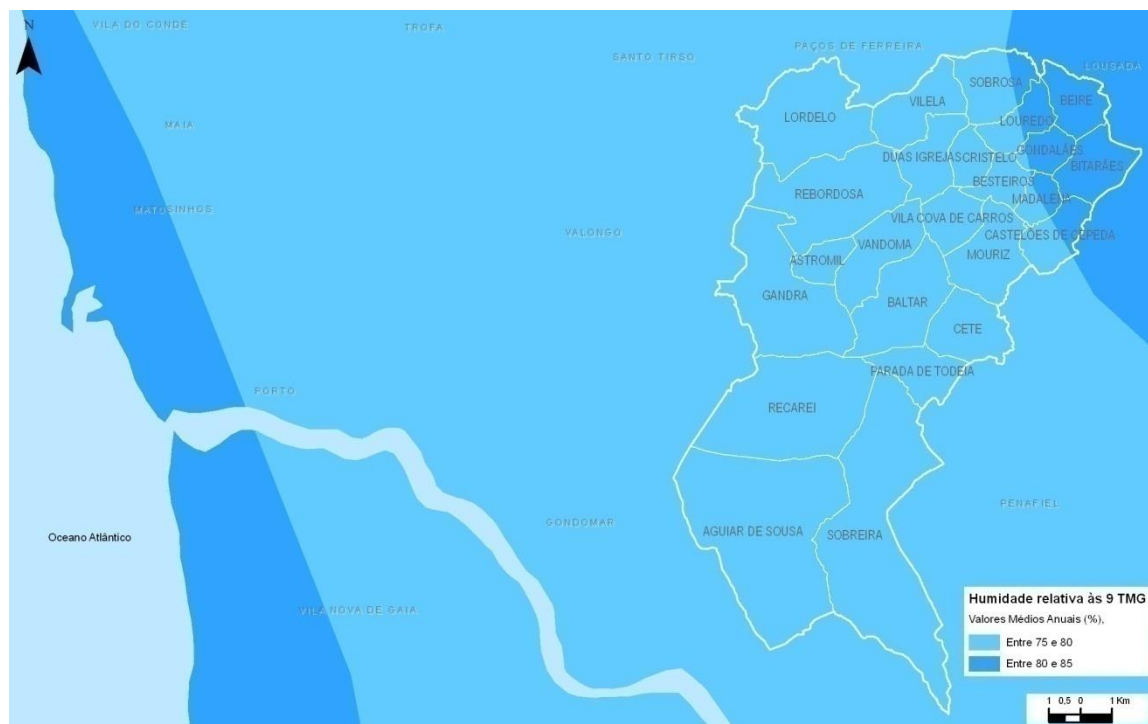 N
VILA DO CONDE
TROFA
SANTO TIRSO
PAÇOS DE FERREIRA
LOUSADA
SOBROSA
BEIRE
VILELA
LORDELO
LOUREDO
MAIA
GONDALÃES
DUAS IGREJAS
CRISTELO
BITARÃES
BESTEIROS
REBORDOSA
MADALENA
MATOSINHOS
VILA COVA DE CARROS
VALONGO
CASTELÕES DE CEPEDA
VANDOMA
MOURIZ
ASTROMIL
GANDRA
BALTAR
CETE
PARADA DE TODEIA
PORTO
RECAREI
PENAFIEL
GONDOMAR
AGUIAR DE SOUSA
SOBREIRA
Oceano Atlântico
VILA NOVA DE GAIA
Humidade relativa às 9 TMG
Valores Médios Anuais (%),
Entre 75 e 80
Entre 80 e 85
1 0,5 0 1 Km